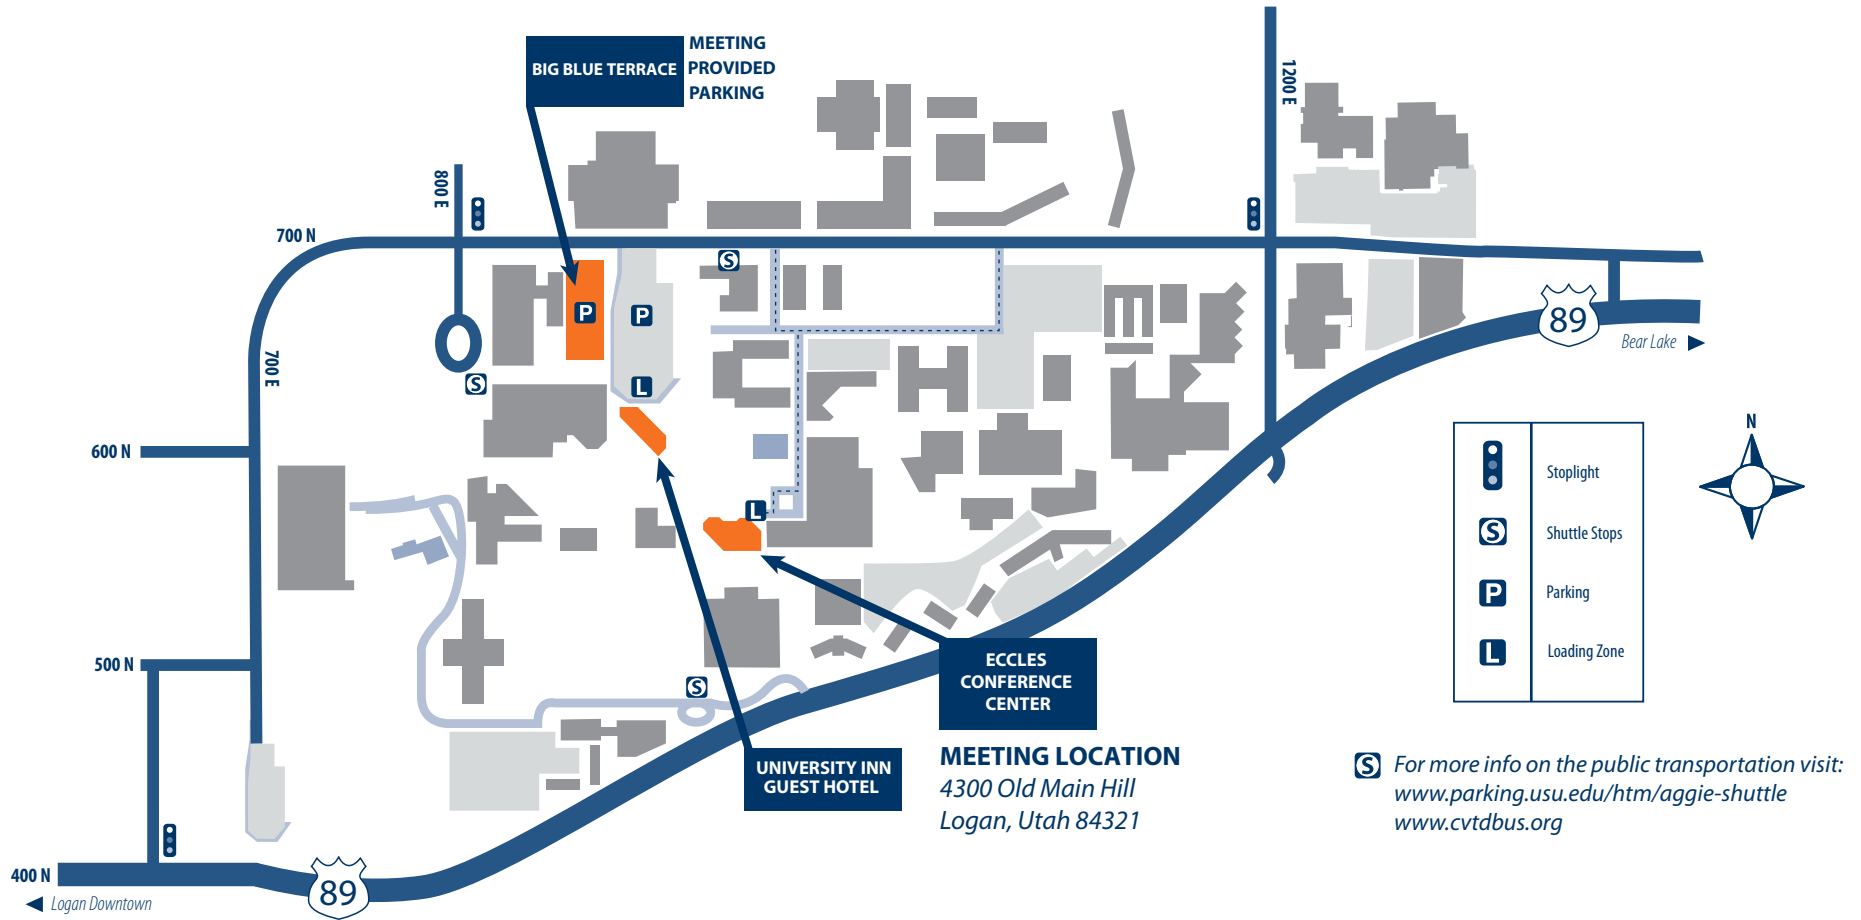 MEETING
PROVIDED
PARKING
BIG BLUE TERRACE
1200 E
800 E
700 N
S
P
P
89
Bear Lake
700 E
S
L
N
600 N
Stoplight
L
S
Shuttle Stops
P
Parking
L
Loading Zone
500 N
ECCLES
CONFERENCE
CENTER
S
MEETING LOCATION
4300 Old Main Hill
Logan, Utah 84321
UNIVERSITY INN
GUEST HOTEL
S
For more info on the public transportation visit:
www.parking.usu.edu/htm/aggie-shuttle
www.cvtdbus.org
400 N
89
Logan Downtown